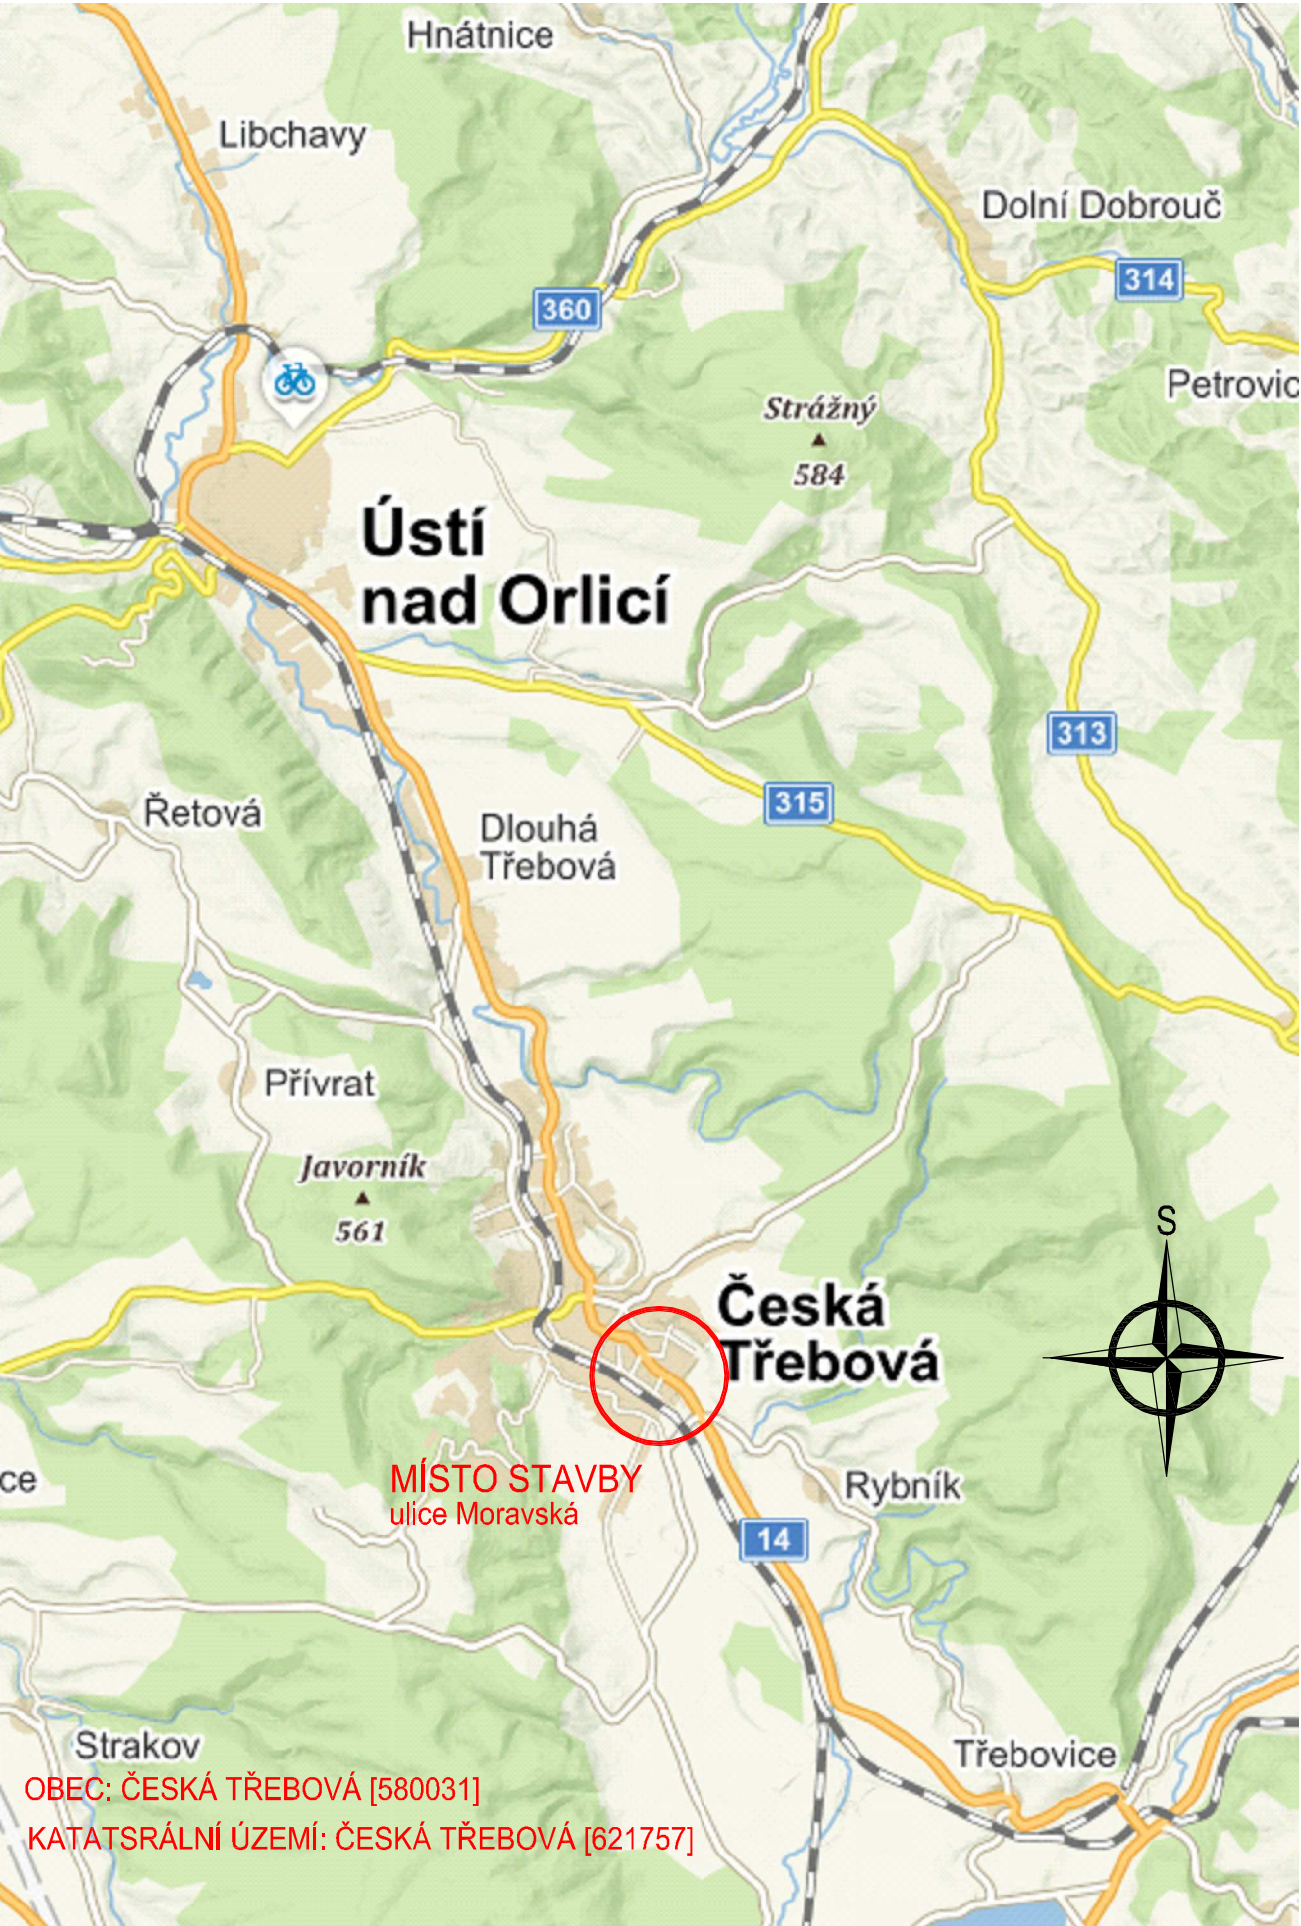 Hnátnice
Libchavy
Dolní Dobrouč
314
360
Petrovic
Strážný
584
Ústí
nad Orlicí
313
315
Řetová
Dlouhá
Třebová
Přívrat
Javorník
561
S
Česká
Třebová
ce
MÍSTO STAVBY
ulice Moravská
Rybník
14
Strakov
Třebovice
OBEC: ČESKÁ TŘEBOVÁ [580031]
KATATSRÁLNÍ ÚZEMÍ: ČESKÁ TŘEBOVÁ [621757]